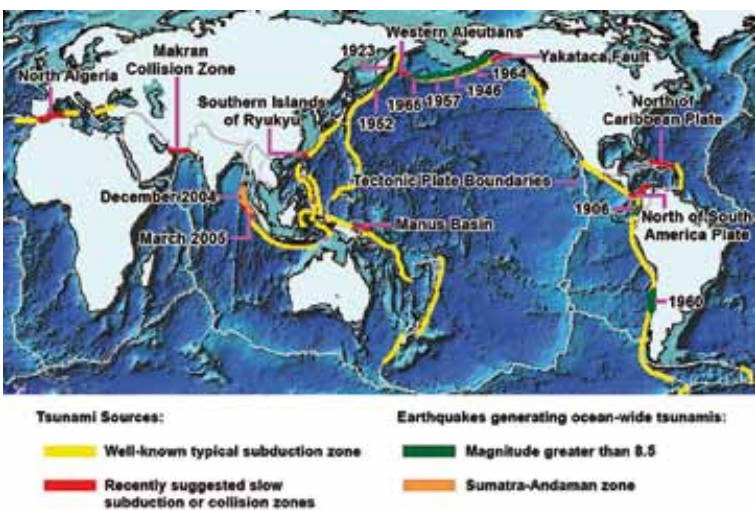 Western Aleutians
1923
Makran
Collision Zone
North Algeria
Yakataca Fault
1964
1946
1957
1965
1952
Southern Islands
of Ryukyu
North of
Caribbean Plate
Tectonic Plate Boundaries
December 2004
1906
North of South
America Plate
Manus Basin
March 2005
1960
Tsunami Sources:
Well-known typical subduction zone
Recently suggested slow
subduction or collision zones
Earthquakes generating ocean-wide tsunamis:
Magnitude greater than 8.5
Sumatra-Andaman zone